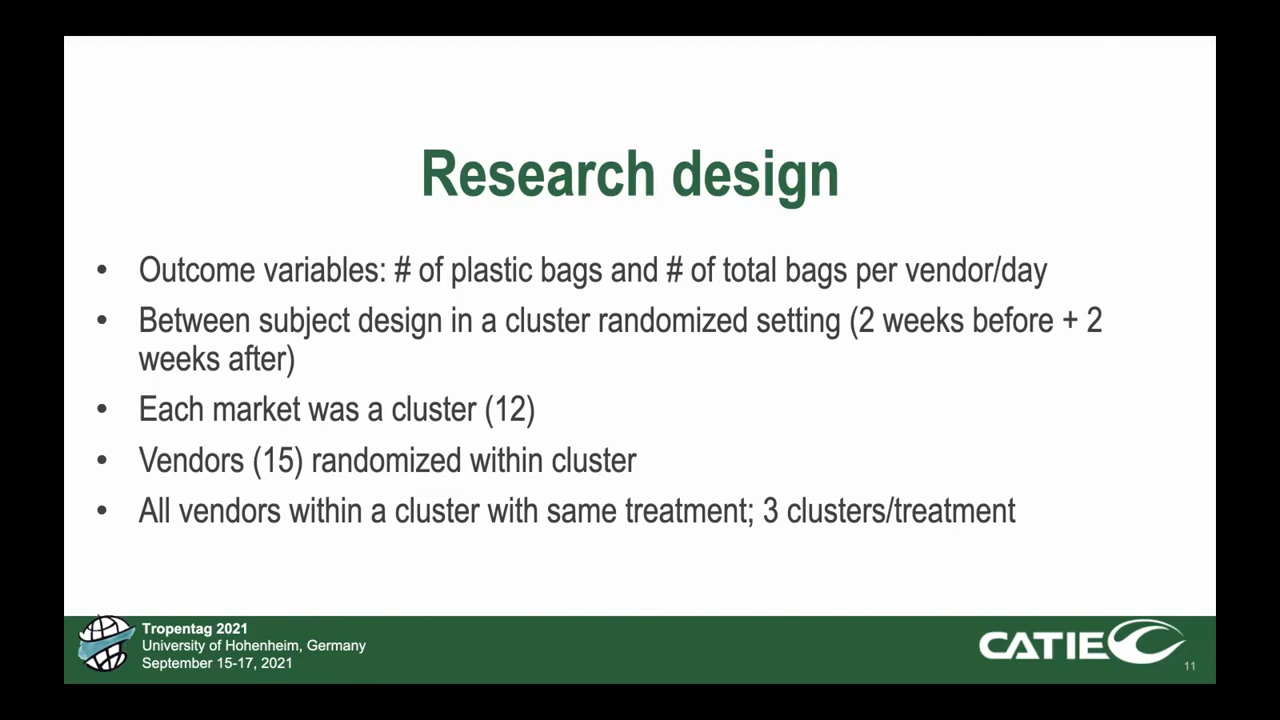 Research design
• Outcome variables: # of plastic bags and # of total bags per vendor/day
• Between subject design in a cluster randomized setting (2 weeks before + 2
weeks after)
• Each market was a cluster (12)
• Vendors (15) randomized within cluster
• All vendors within a cluster with same treatment; 3 clusters/treatment
Tropentag 2021
University of Hohenheim, Germany
September 15-17, 2021
CATIE
11